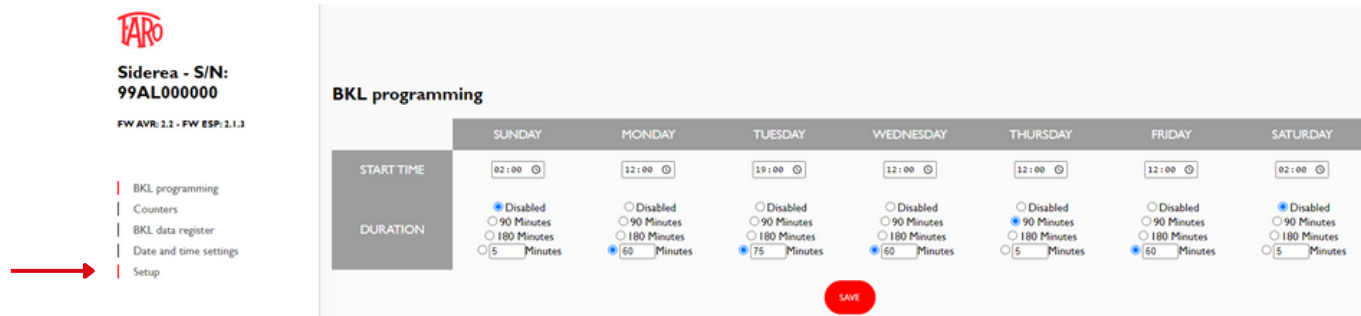 FARO
Siderea - S/N:
99AL000000
FW AVR: 2.2 - FW ESP: 2.1.3
BKL programming
Counters
BKL data register
Date and time settings
Setup
BKL programming
SUNDAY MONDAY TUESDAY WEDNESDAY THURSDAY FRIDAY SATURDAY
START TIME 02:00 12:00 19:00 12:00 12:00 12:00 02:00
DURATION
Disabled Disabled Disabled Disabled Disabled Disabled Disabled
90 Minutes 90 Minutes 90 Minutes 90 Minutes 90 Minutes 90 Minutes 90 Minutes
180 Minutes 180 Minutes 180 Minutes 180 Minutes 180 Minutes 180 Minutes 180 Minutes
5 Minutes 60 Minutes 75 Minutes 60 Minutes 5 Minutes 60 Minutes 5 Minutes
SAVE